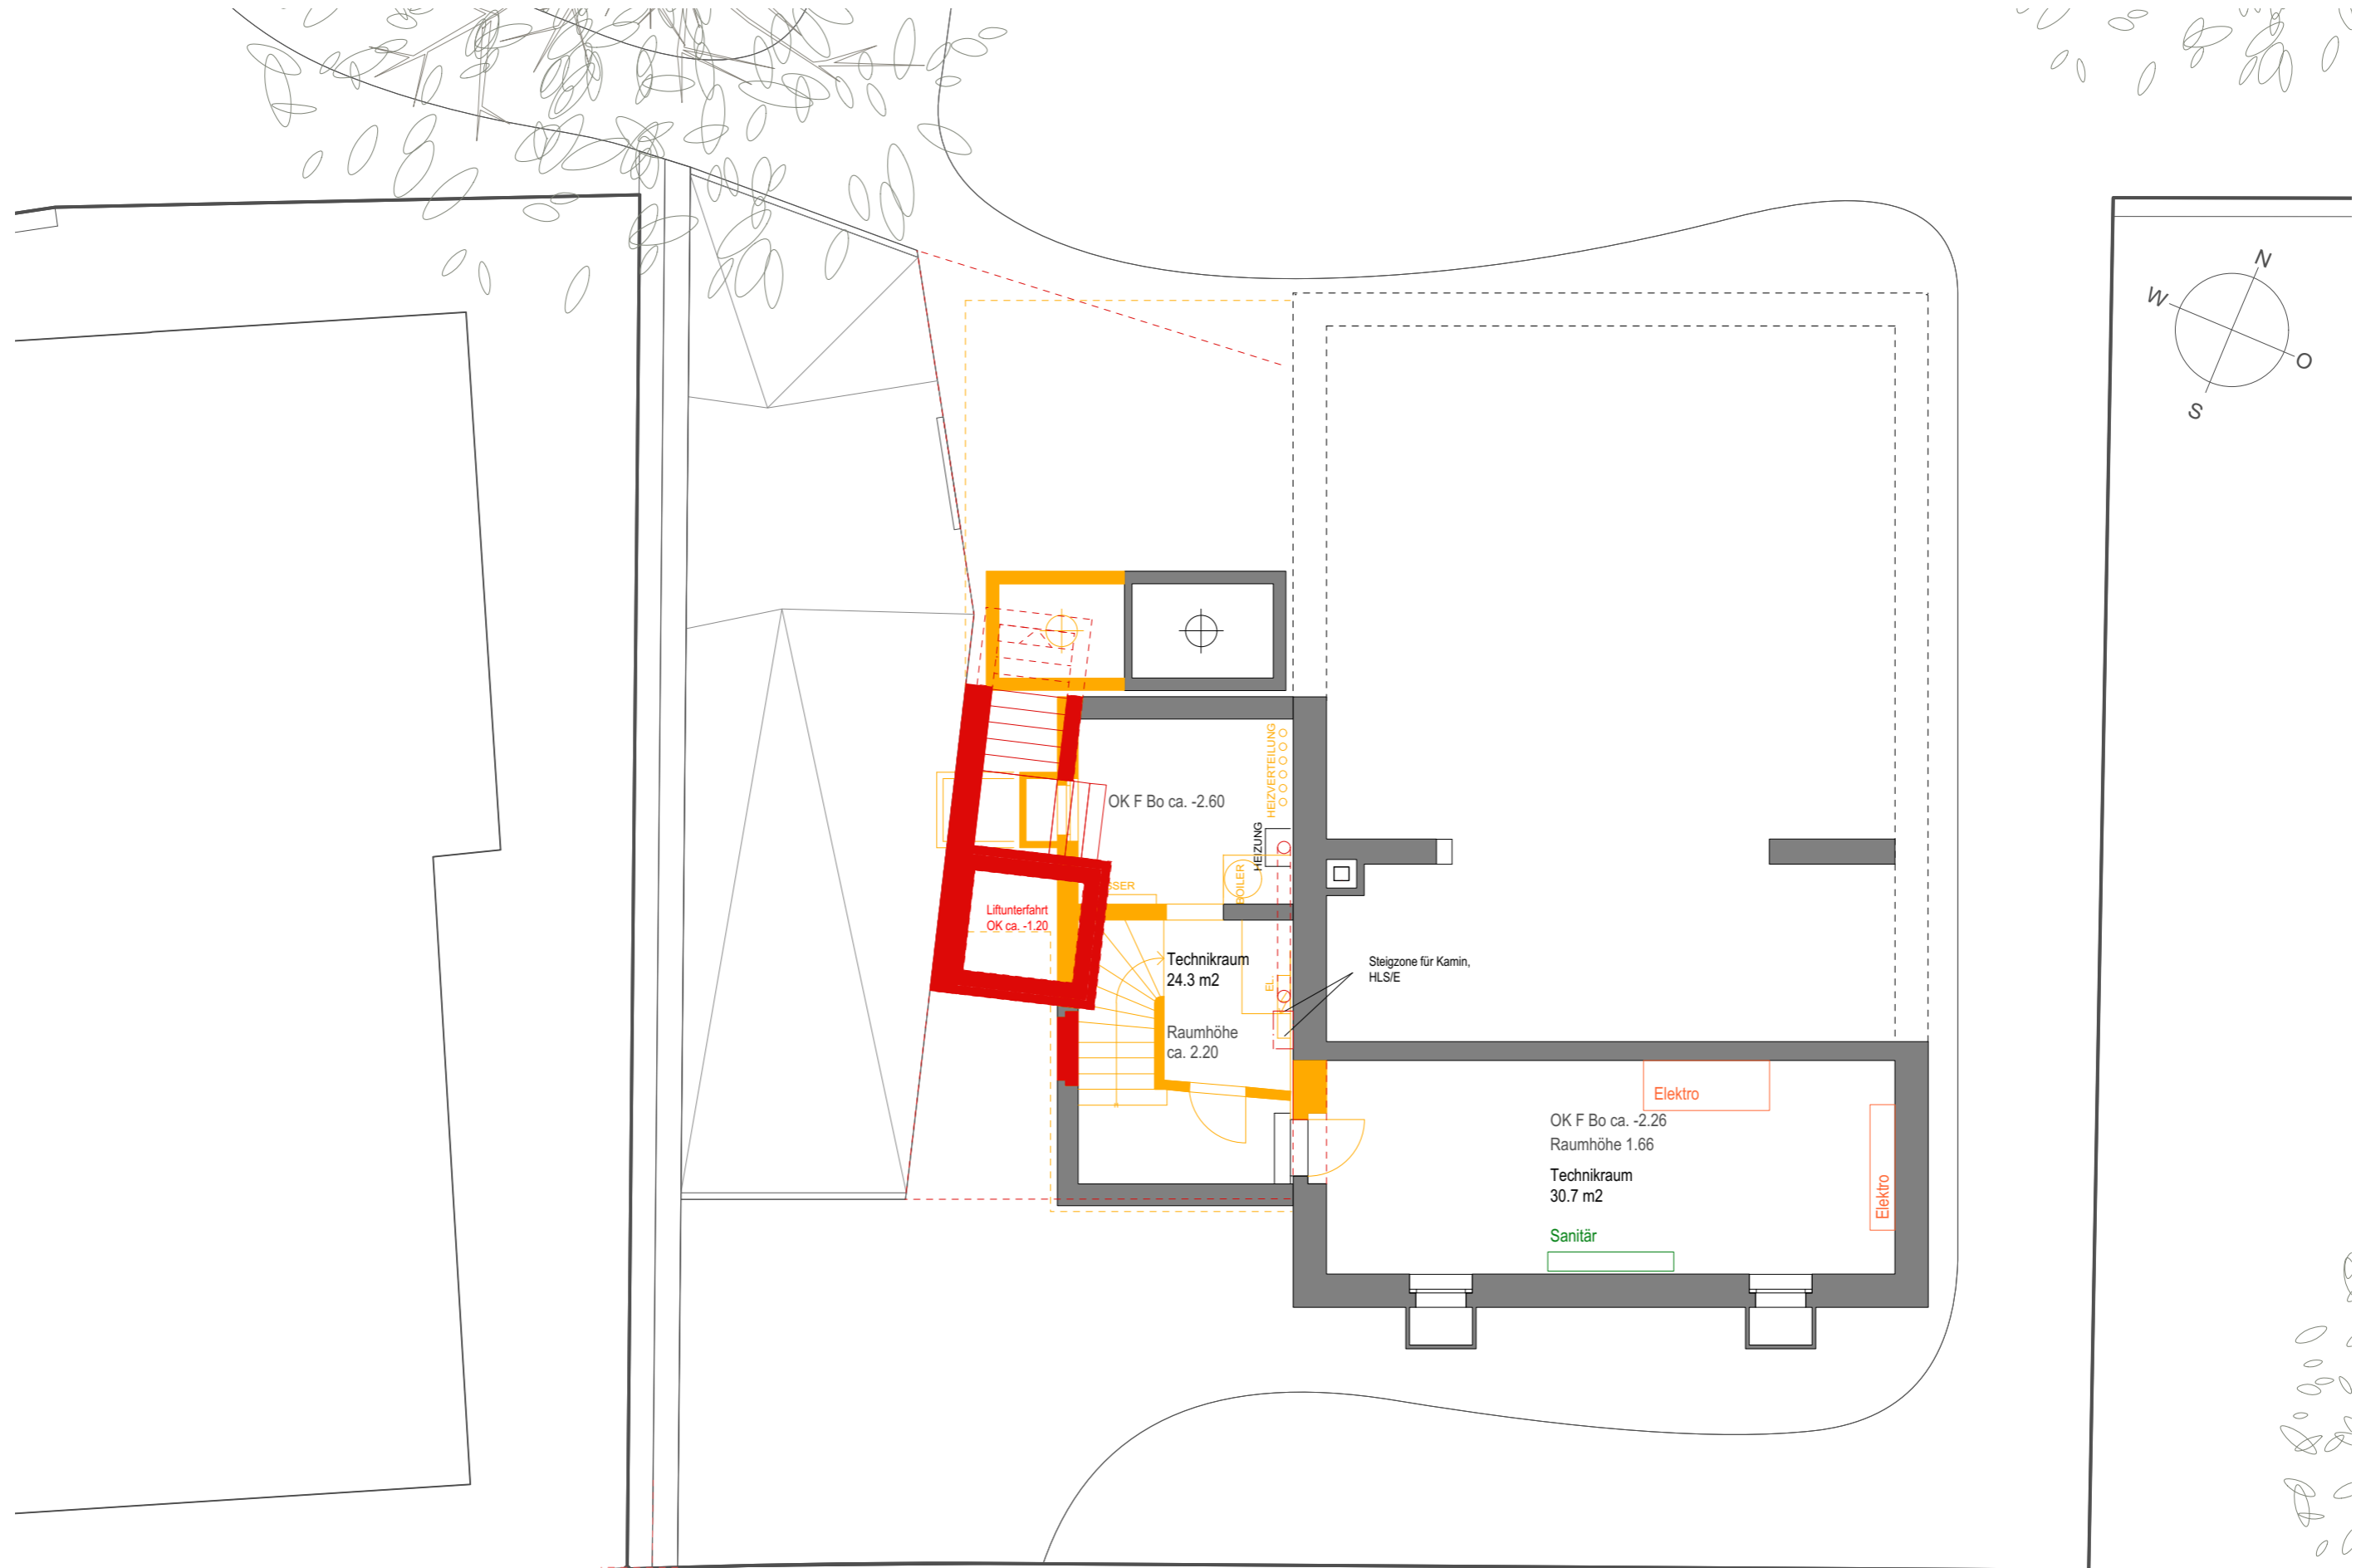 N
W
O
S
HEIZVERTEILUNG
OK F Bo ca. -2.60
HEIZUNG
BOILER
SSER
Liftunterfahrt
OK ca. -1.20
Technikraum
24.3 m2
EL.
Steigzone für Kamin,
HLS/E
Raumhöhe
ca. 2.20
Elektro
OK F Bo ca. -2.26
Raumhöhe 1.66
Technikraum
30.7 m2
Elektro
Sanitär